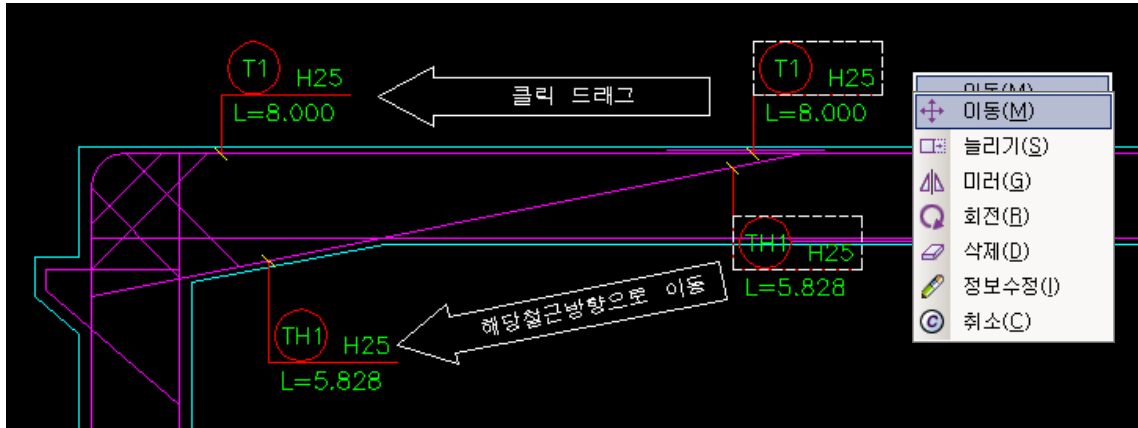 T1 H25
L=8.000
클릭 드래그
T1 H25
L=8.000
이동(M)
이동(M)
늘리기(S)
미러(G)
회전(R)
삭제(D)
정보수정(I)
취소(C)
TH1 H25
L=5.828
해당철근방향으로 이동
TH1 H25
L=5.828